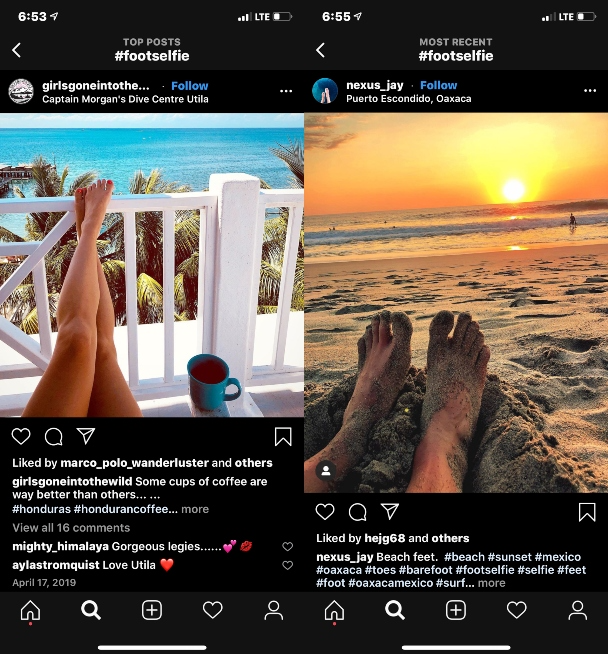 6:53
LTE
TOP POSTS
#footselfie
girlsgoneintothe... · Follow
Captain Morgan's Dive Centre Utila
Liked by marco_polo_wanderluster and others
girlsgoneintothewild Some cups of coffee are
way better than others... ...
#honduras #hondurancoffee... more
View all 16 comments
mighty_himalaya Gorgeous legies......💕 💋
aylastromquist Love Utila ❤️
April 17, 2019
6:55
LTE
MOST RECENT
#footselfie
nexus_jay · Follow
Puerto Escondido, Oaxaca
Liked by hejg68 and others
nexus_jay Beach feet. #beach #sunset #mexico
#oaxaca #toes #barefoot #footselfie #selfie #feet
#foot #oaxacamexico #surf... more